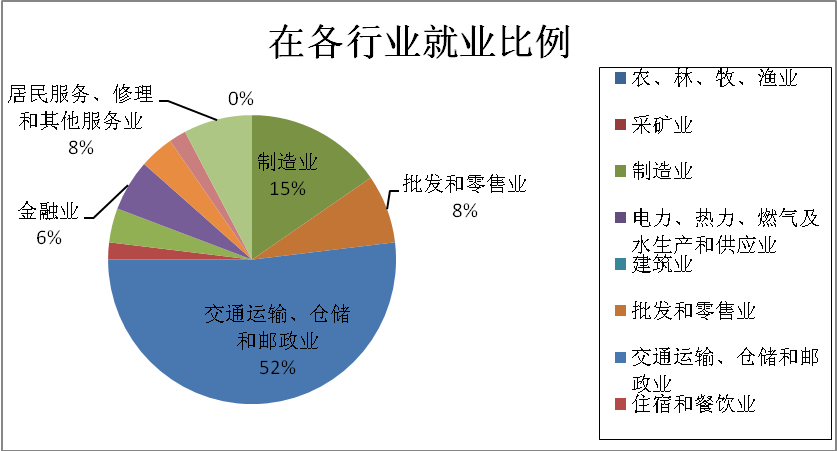 在各行业就业比例
居民服务、修理
和其他服务业
8%
0%
制造业
15%
批发和零售业
8%
金融业
6%
交通运输、仓储
和邮政业
52%
农、林、牧、渔业
采矿业
制造业
电力、热力、燃气及
水生产和供应业
建筑业
批发和零售业
交通运输、仓储和邮
政业
住宿和餐饮业